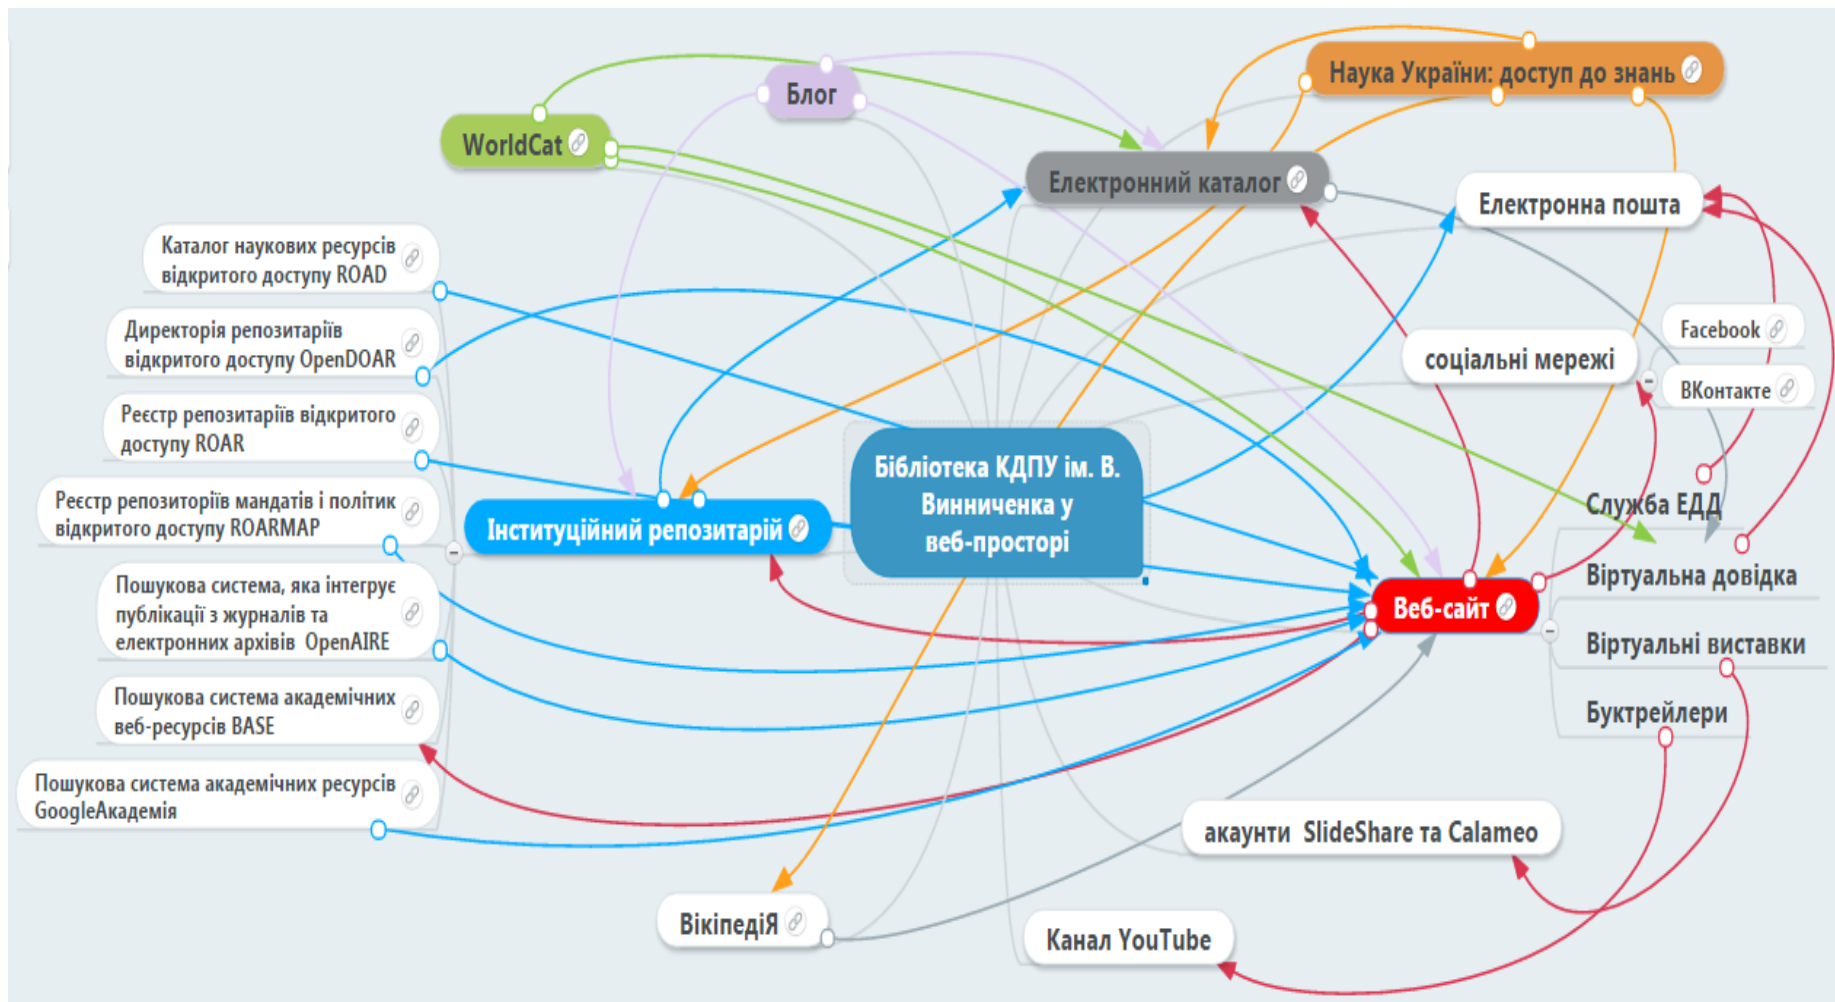 Наука України: доступ до знань
Блог
WorldCat
Електронний каталог
Електронна пошта
Каталог наукових ресурсів
відкритого доступу ROAD
Директорія репозитаріїв
відкритого доступу OpenDOAR
Реєстр репозитаріїв відкритого
доступу ROAR
Реєстр репозиторіїв мандатів і політик
відкритого доступу ROARMAP
Пошукова система, яка інтегрує
публікації з журналів та
електронних архівів OpenAIRE
Пошукова система академічних
веб-ресурсів BASE
Пошукова система академічних ресурсів
GoogleАкадемія
Інституційний репозитарій
Бібліотека КДПУ ім. В.
Винниченка у
веб-просторі
соціальні мережі
Facebook
ВКонтакте
Веб-сайт
Служба ЕДД
Віртуальна довідка
Віртуальні виставки
Буктрейлери
акаунти SlideShare та Calameo
ВікіпедіЯ
Канал YouTube